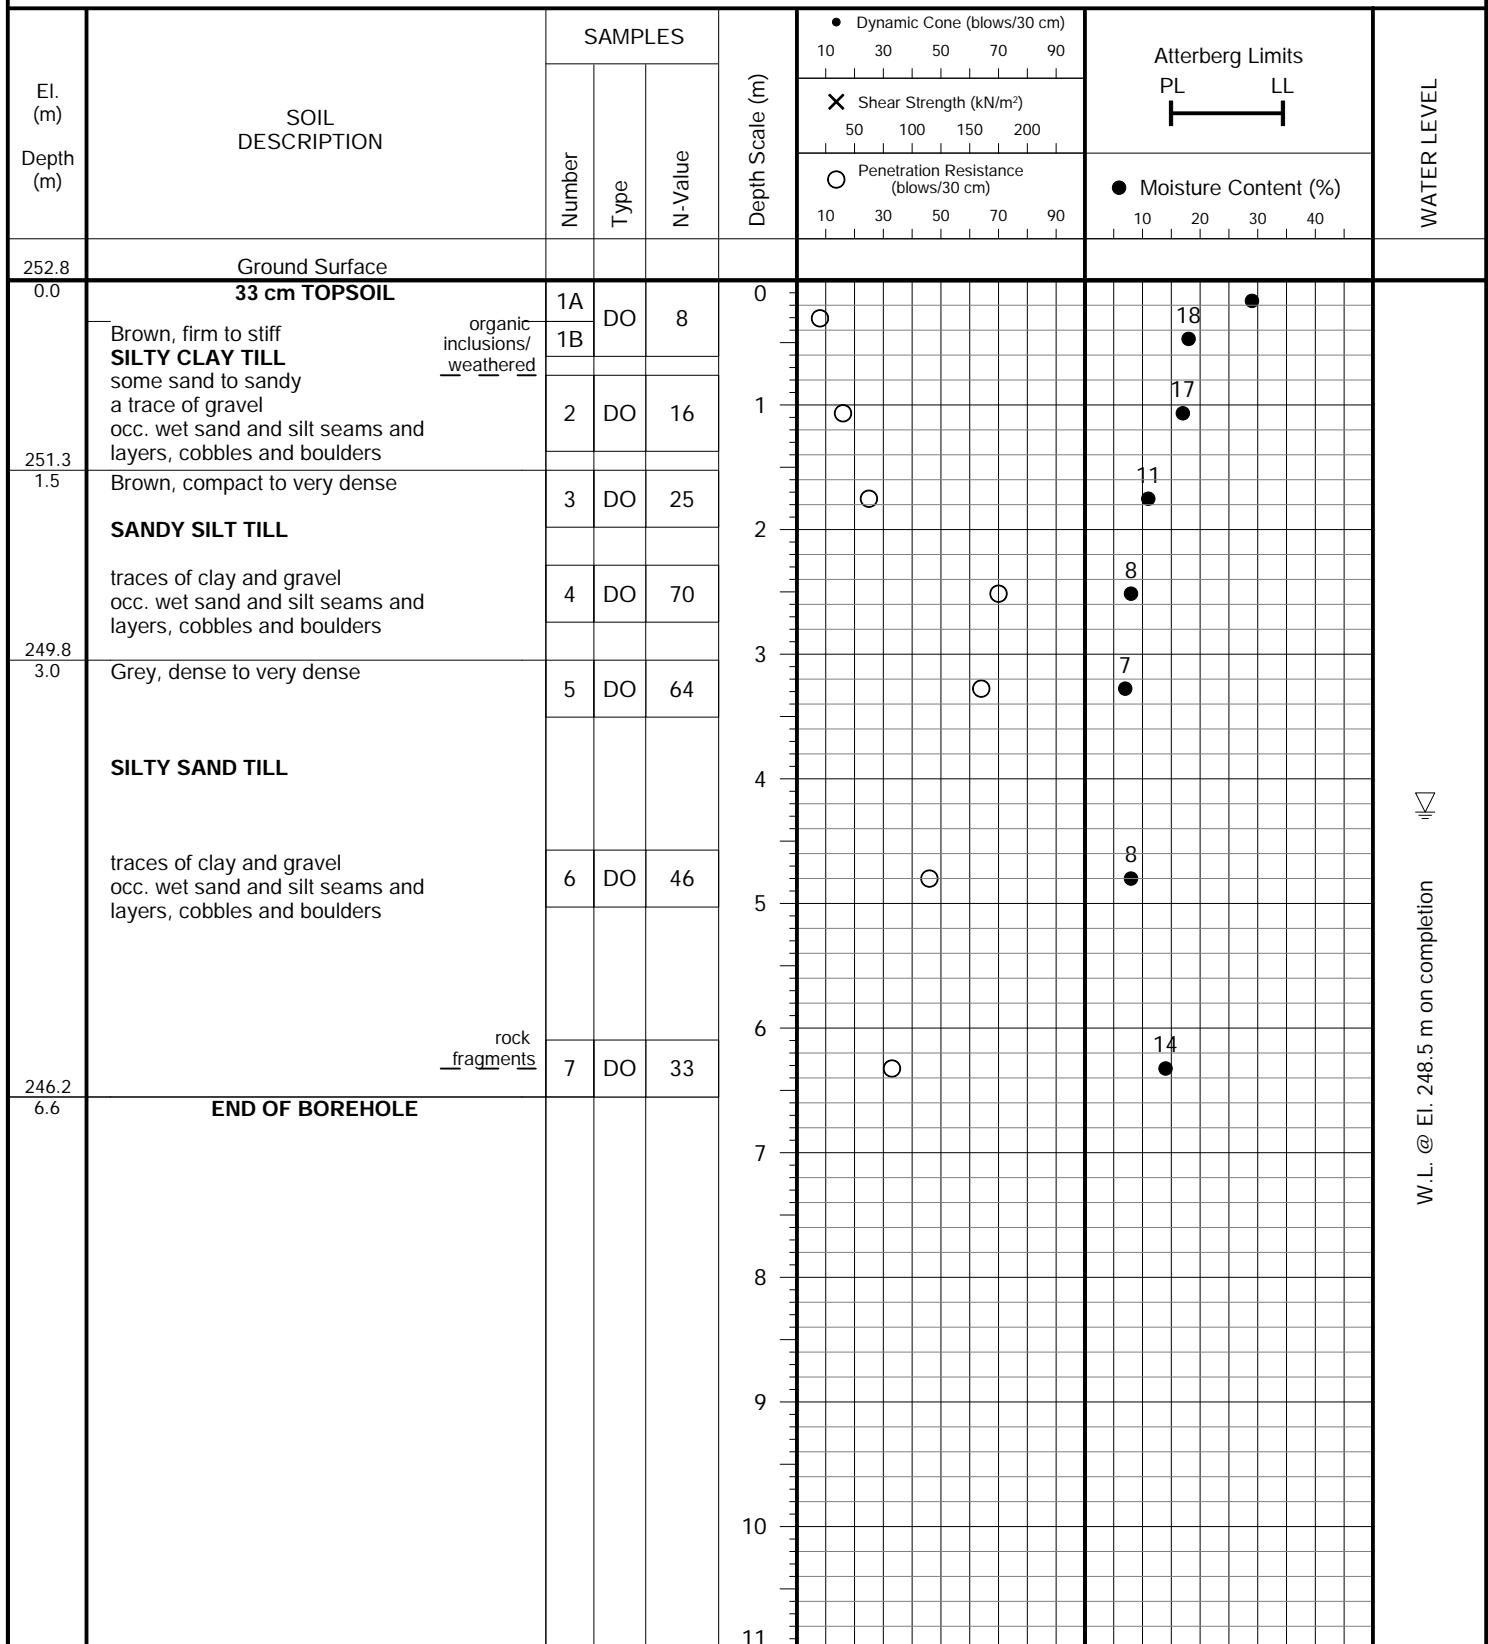 El.
(m)
Depth
(m)
SOIL
DESCRIPTION
SAMPLES
Number
Type
N-Value
Depth Scale (m)
● Dynamic Cone (blows/30 cm)
10 30 50 70 90
X Shear Strength (kN/m²)
50 100 150 200
○ Penetration Resistance
(blows/30 cm)
10 30 50 70 90
Atterberg Limits
PL LL
● Moisture Content (%)
10 20 30 40
WATER LEVEL
252.8 Ground Surface
0.0 33 cm TOPSOIL
1A DO 8
0
Brown, firm to stiff
organic
inclusions/
weathered
1B
18
SILTY CLAY TILL
some sand to sandy
a trace of gravel
occ. wet sand and silt seams and
layers, cobbles and boulders
2 DO 16
1
17
251.3
1.5 Brown, compact to very dense
3 DO 25
11
2
SANDY SILT TILL
traces of clay and gravel
occ. wet sand and silt seams and
layers, cobbles and boulders
4 DO 70
8
249.8
3
3.0 Grey, dense to very dense
5 DO 64
7
SILTY SAND TILL
4
traces of clay and gravel
occ. wet sand and silt seams and
layers, cobbles and boulders
6 DO 46
8
5
6
rock
fragments
7 DO 33
14
246.2
6.6 END OF BOREHOLE
7
8
9
10
11
W.L. @ El. 248.5 m on completion